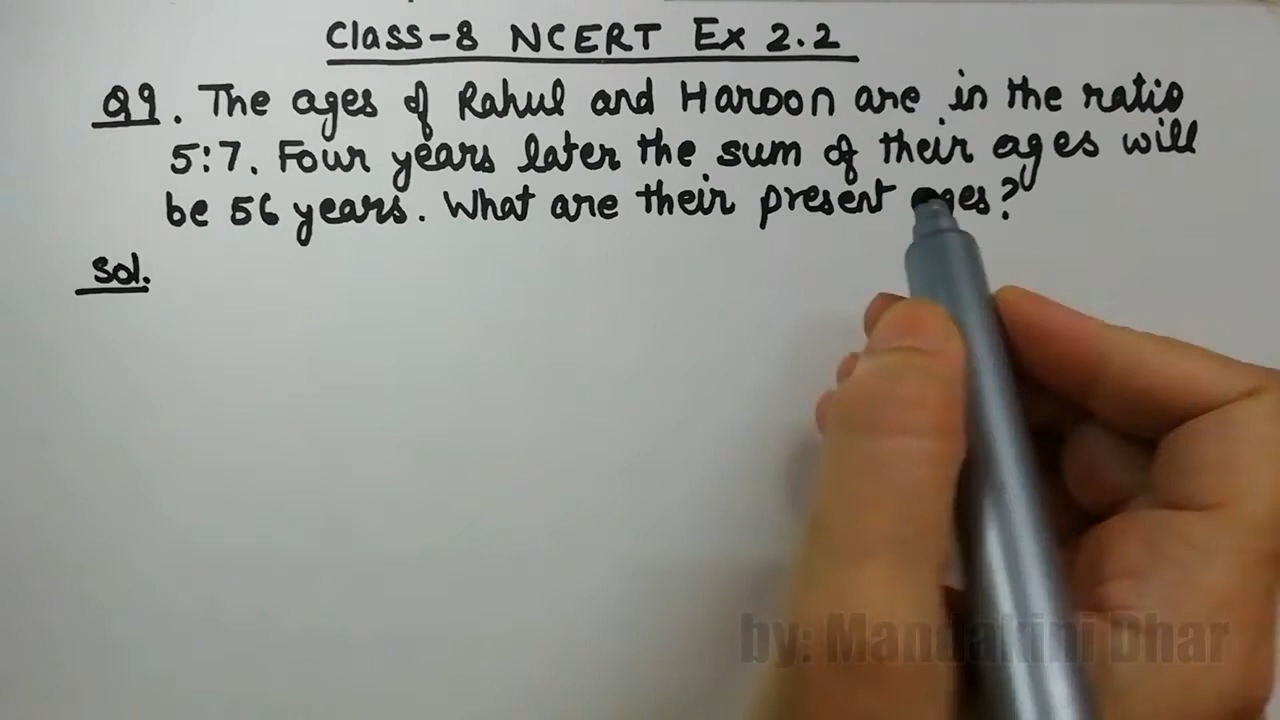 Class-8 NCERT Ex 2.2
Q9. The ages of Rahul and Haroon are in the ratio
5:7. Four years later the sum of their ages will
be 56 years. What are their present ages?
Sol.
by: Mandakini Dhar